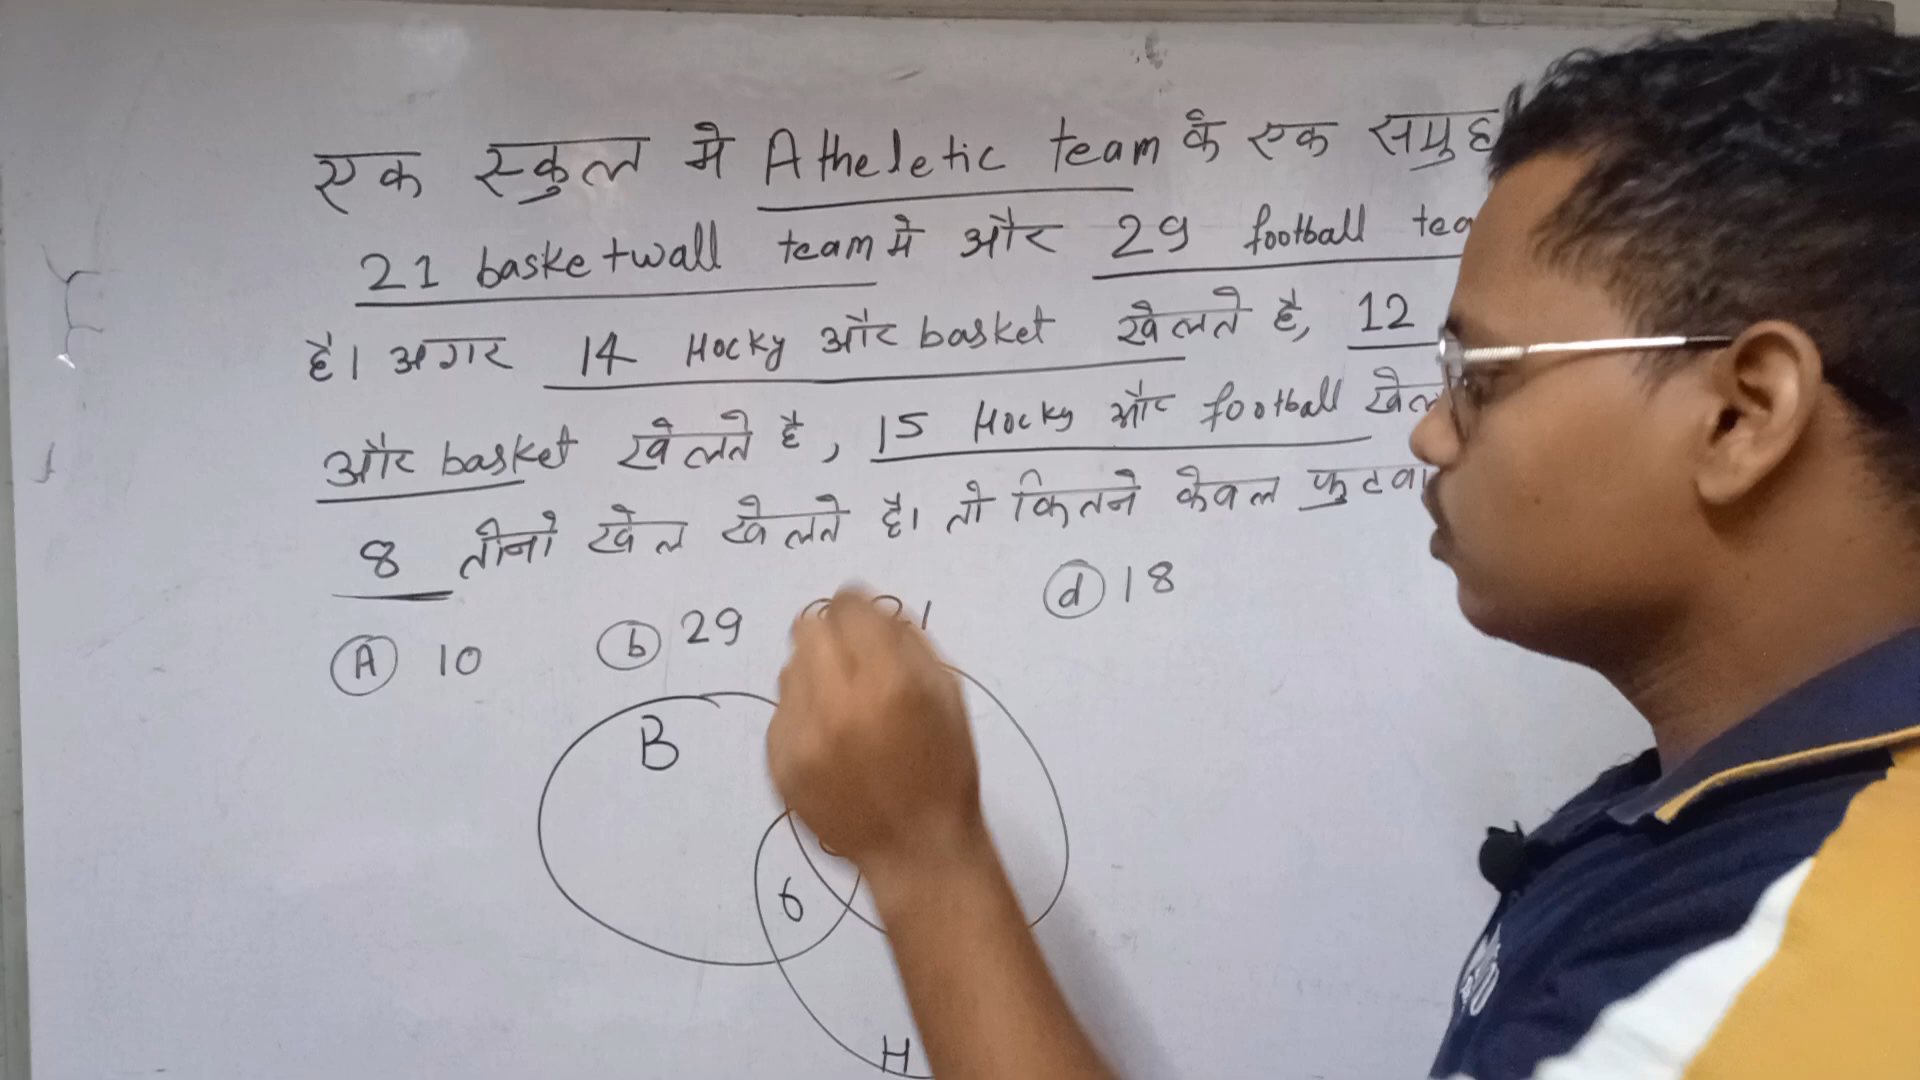 एक स्कुल मे Atheletic team के एक समुह
21 basketwall team मे और 29 football tea
है। अगर 14 Hocky और basket खेलते है, 12
और basket खेलते है, 15 Hocky और football खेल
8 तीनो खेल खेलते है। तो कितने केवल फुटवा
A 10 b 29 21 d 18
B
6
H